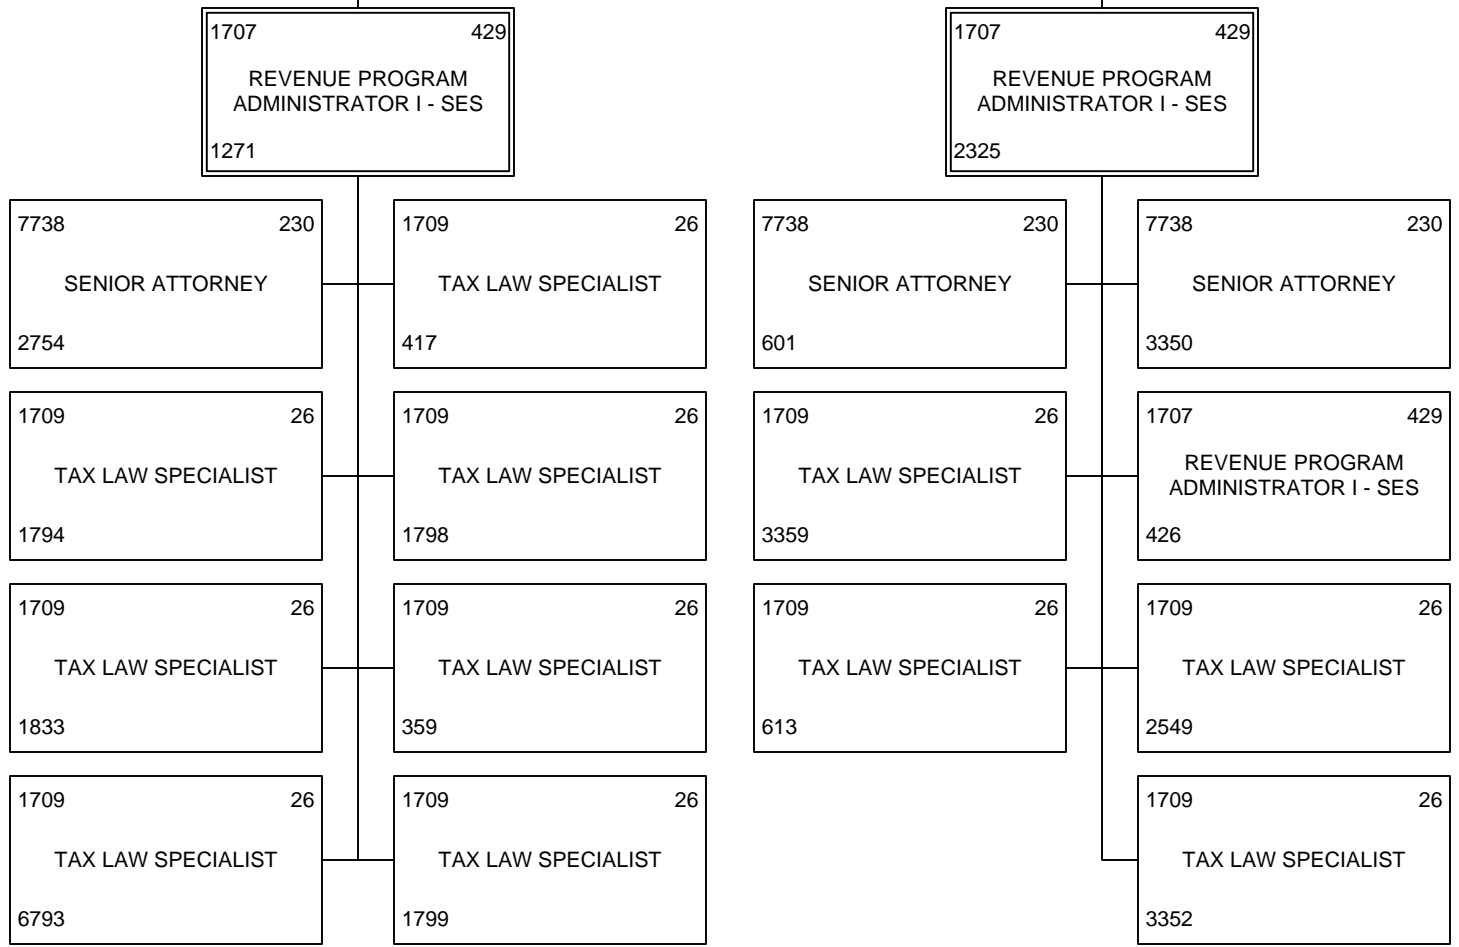 1707 429
REVENUE PROGRAM
ADMINISTRATOR I - SES
1271
1707 429
REVENUE PROGRAM
ADMINISTRATOR I - SES
2325
7738 230
SENIOR ATTORNEY
2754
1709 26
TAX LAW SPECIALIST
417
7738 230
SENIOR ATTORNEY
601
7738 230
SENIOR ATTORNEY
3350
1709 26
TAX LAW SPECIALIST
1794
1709 26
TAX LAW SPECIALIST
1798
1709 26
TAX LAW SPECIALIST
3359
1707 429
REVENUE PROGRAM
ADMINISTRATOR I - SES
426
1709 26
TAX LAW SPECIALIST
1833
1709 26
TAX LAW SPECIALIST
359
1709 26
TAX LAW SPECIALIST
613
1709 26
TAX LAW SPECIALIST
2549
1709 26
TAX LAW SPECIALIST
6793
1709 26
TAX LAW SPECIALIST
1799
1709 26
TAX LAW SPECIALIST
3352